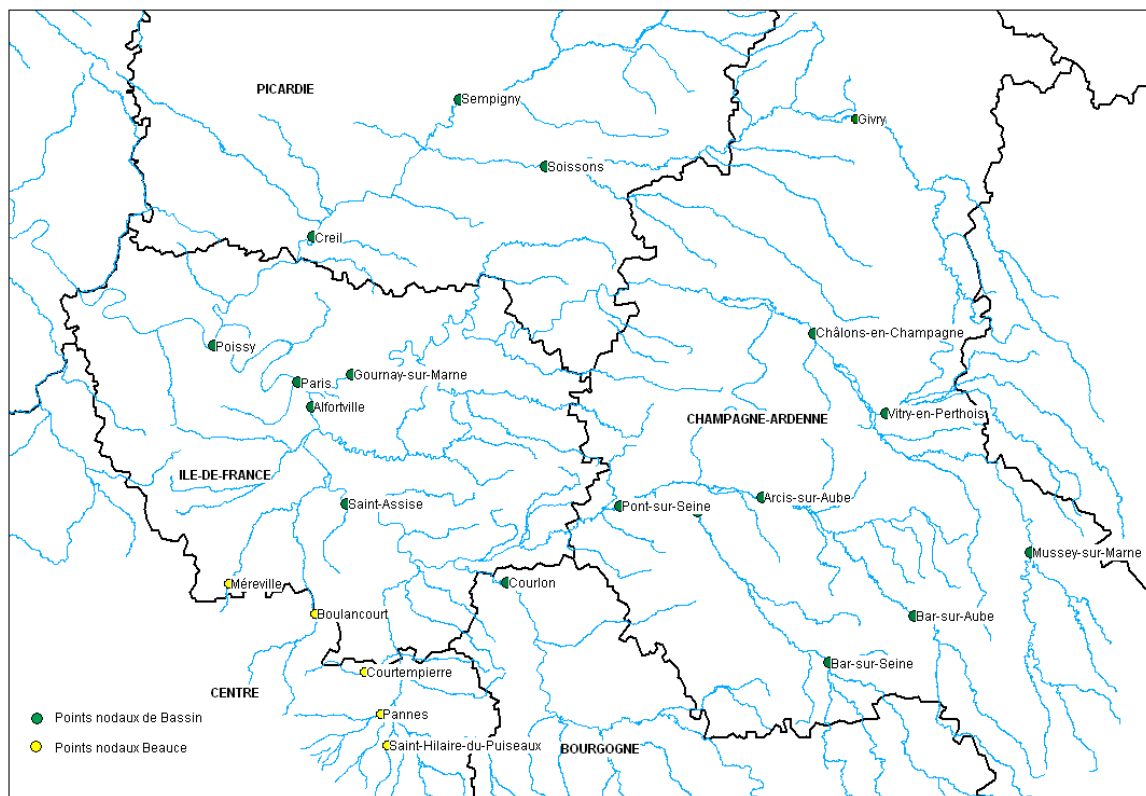 PICARDIE
Sempigny
Givry
Soissons
Creil
Châlons-en-Champagne
Poissy
Gournay-sur-Marne
Paris
Alfortville
Vitry-en-Perthois
CHAMPAGNE-ARDENNE
ILE-DE-FRANCE
Saint-Assise
Arcis-sur-Aube
Pont-sur-Seine
Mussey-sur-Marne
Méreville
Courlon
Boulancourt
Bar-sur-Aube
Bar-sur-Seine
Courtempierre
CENTRE
Points nodaux de Bassin
Pannes
Points nodaux Beauce
Saint-Hilaire-du-Puiseaux
BOURGOGNE